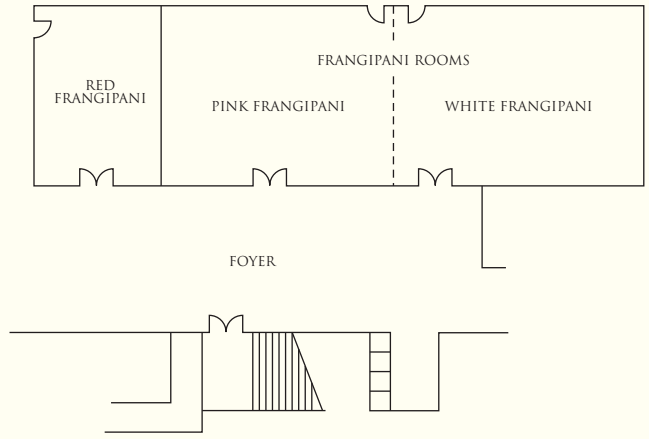 FRANGIPANI ROOMS
RED
FRANGIPANI
PINK FRANGIPANI
WHITE FRANGIPANI
FOYER